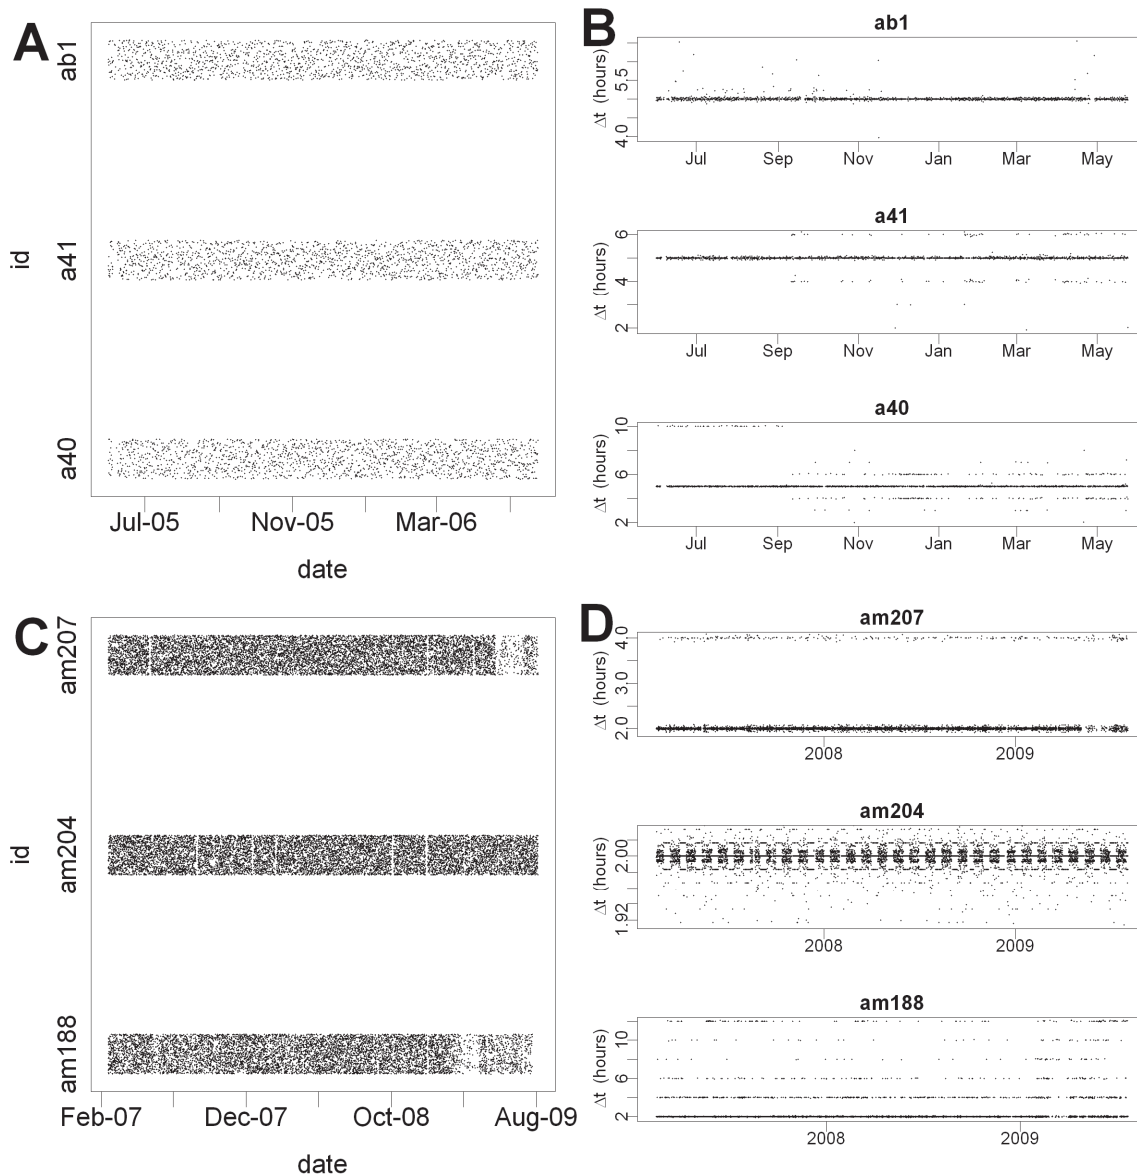 A
ab1
a41
a40
id
Jul-05 Nov-05 Mar-06
date
B
ab1
Δt (hours)
5.5
4.0
Jul Sep Nov Jan Mar May
a41
Δt (hours)
6
4
2
Jul Sep Nov Jan Mar May
a40
Δt (hours)
10
6
2
Jul Sep Nov Jan Mar May
C
am207
am204
am188
id
Feb-07 Dec-07 Oct-08 Aug-09
date
D
am207
Δt (hours)
4.0
3.0
2.0
2008 2009
am204
Δt (hours)
2.00
1.92
2008 2009
am188
Δt (hours)
10
6
2
2008 2009